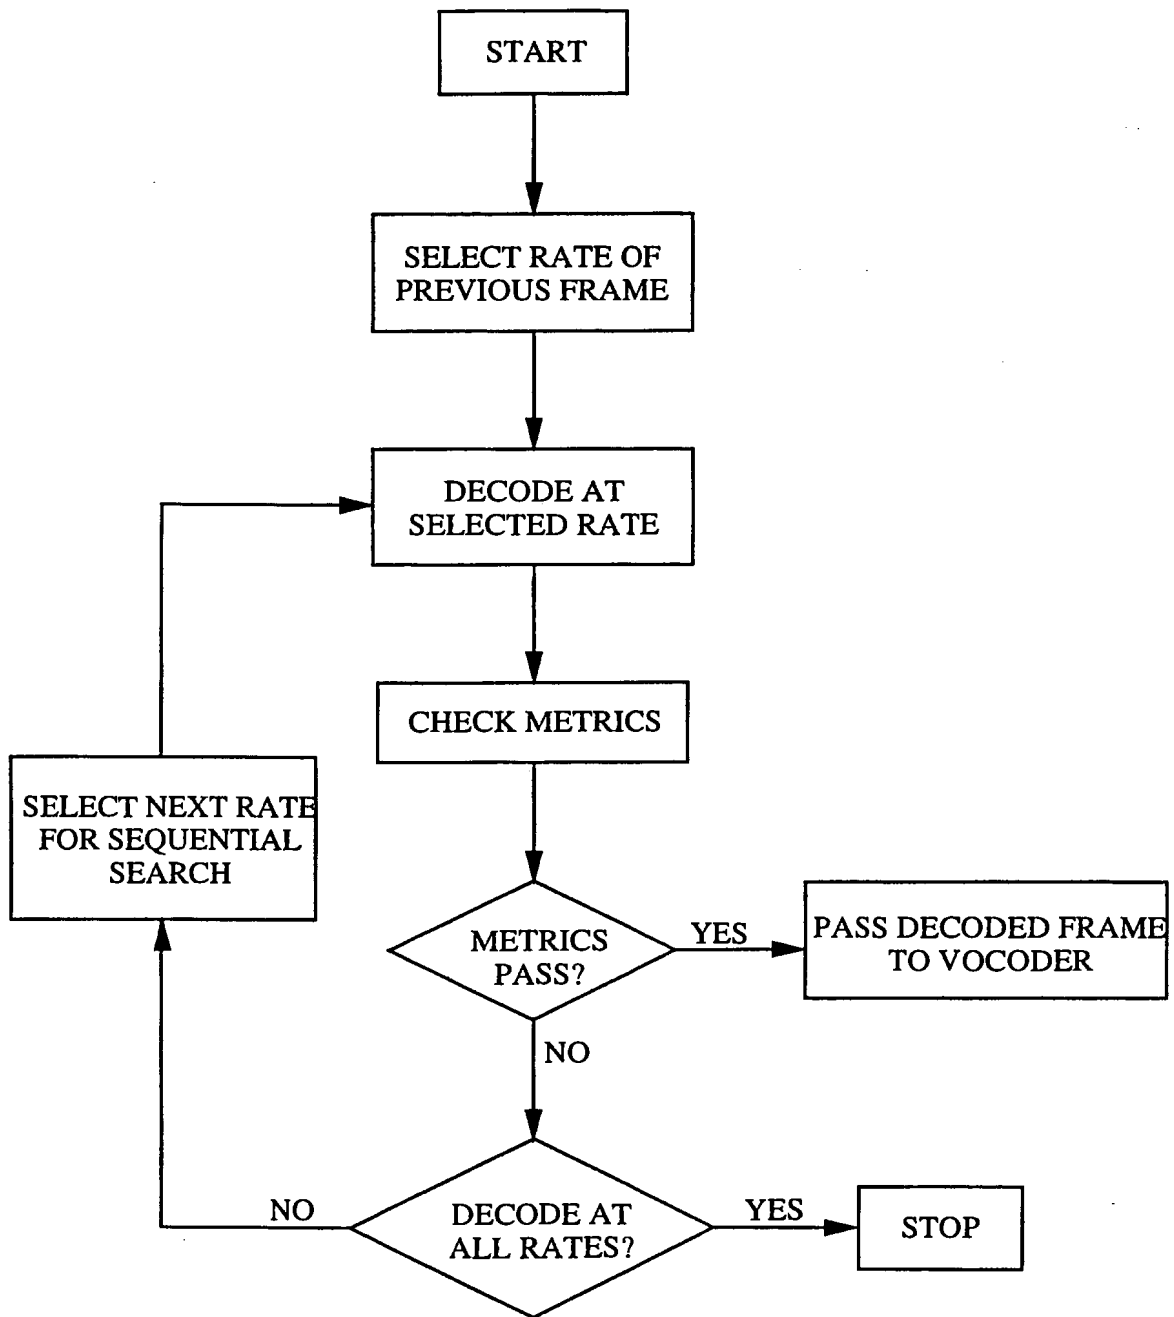 START
SELECT RATE OF
PREVIOUS FRAME
DECODE AT
SELECTED RATE
CHECK METRICS
SELECT NEXT RATE
FOR SEQUENTIAL
SEARCH
METRICS
PASS?
YES
PASS DECODED FRAME
TO VOCODER
NO
DECODE AT
ALL RATES?
NO
YES
STOP